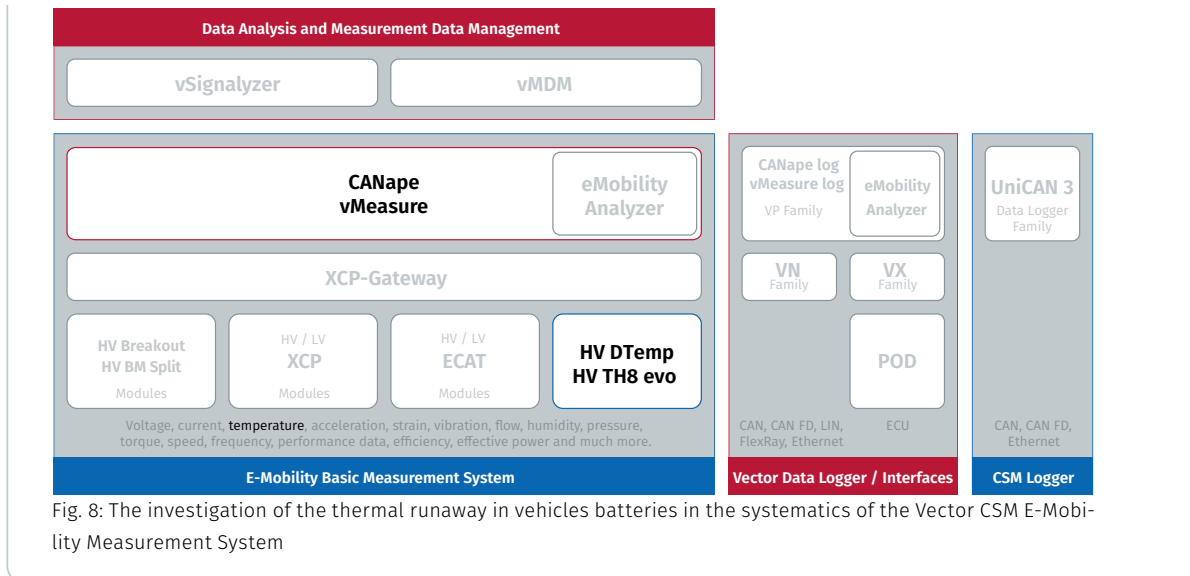 Data Analysis and Measurement Data Management
vSignalyzer
vMDM
CANape
vMeasure
eMobility
Analyzer
XCP-Gateway
HV Breakout
HV BM Split
Modules
HV / LV
XCP
Modules
HV / LV
ECAT
Modules
HV DTemp
HV TH8 evo
Voltage, current, temperature, acceleration, strain, vibration, flow, humidity, pressure,
torque, speed, frequency, performance data, efficiency, effective power and much more.
E-Mobility Basic Measurement System
CANape log
vMeasure log
VP Family
eMobility
Analyzer
VN
Family
VX
Family
POD
CAN, CAN FD, LIN,
FlexRay, Ethernet
ECU
Vector Data Logger / Interfaces
UniCAN 3
Data Logger
Family
CAN, CAN FD,
Ethernet
CSM Logger
Fig. 8: The investigation of the thermal runaway in vehicles batteries in the systematics of the Vector CSM E-Mobi-
lity Measurement System